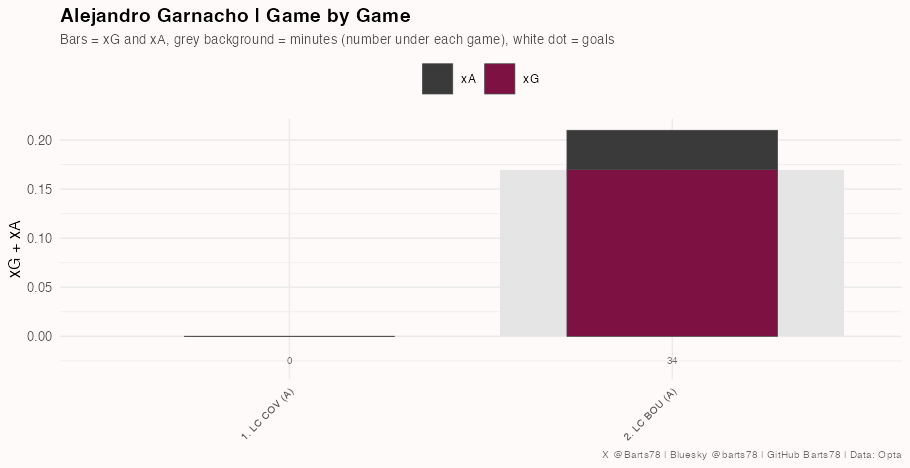 Alejandro Garnacho | Game by Game
Bars = xG and xA, grey background = minutes (number under each game), white dot = goals
xA xG
0.20
0.15
0.10
0.05
0.00
xG + xA
0 34
1. LC COV (A) 2. LC BOU (A)
X @Barts78 | Bluesky @barts78 | GitHub Barts78 | Data: Opta